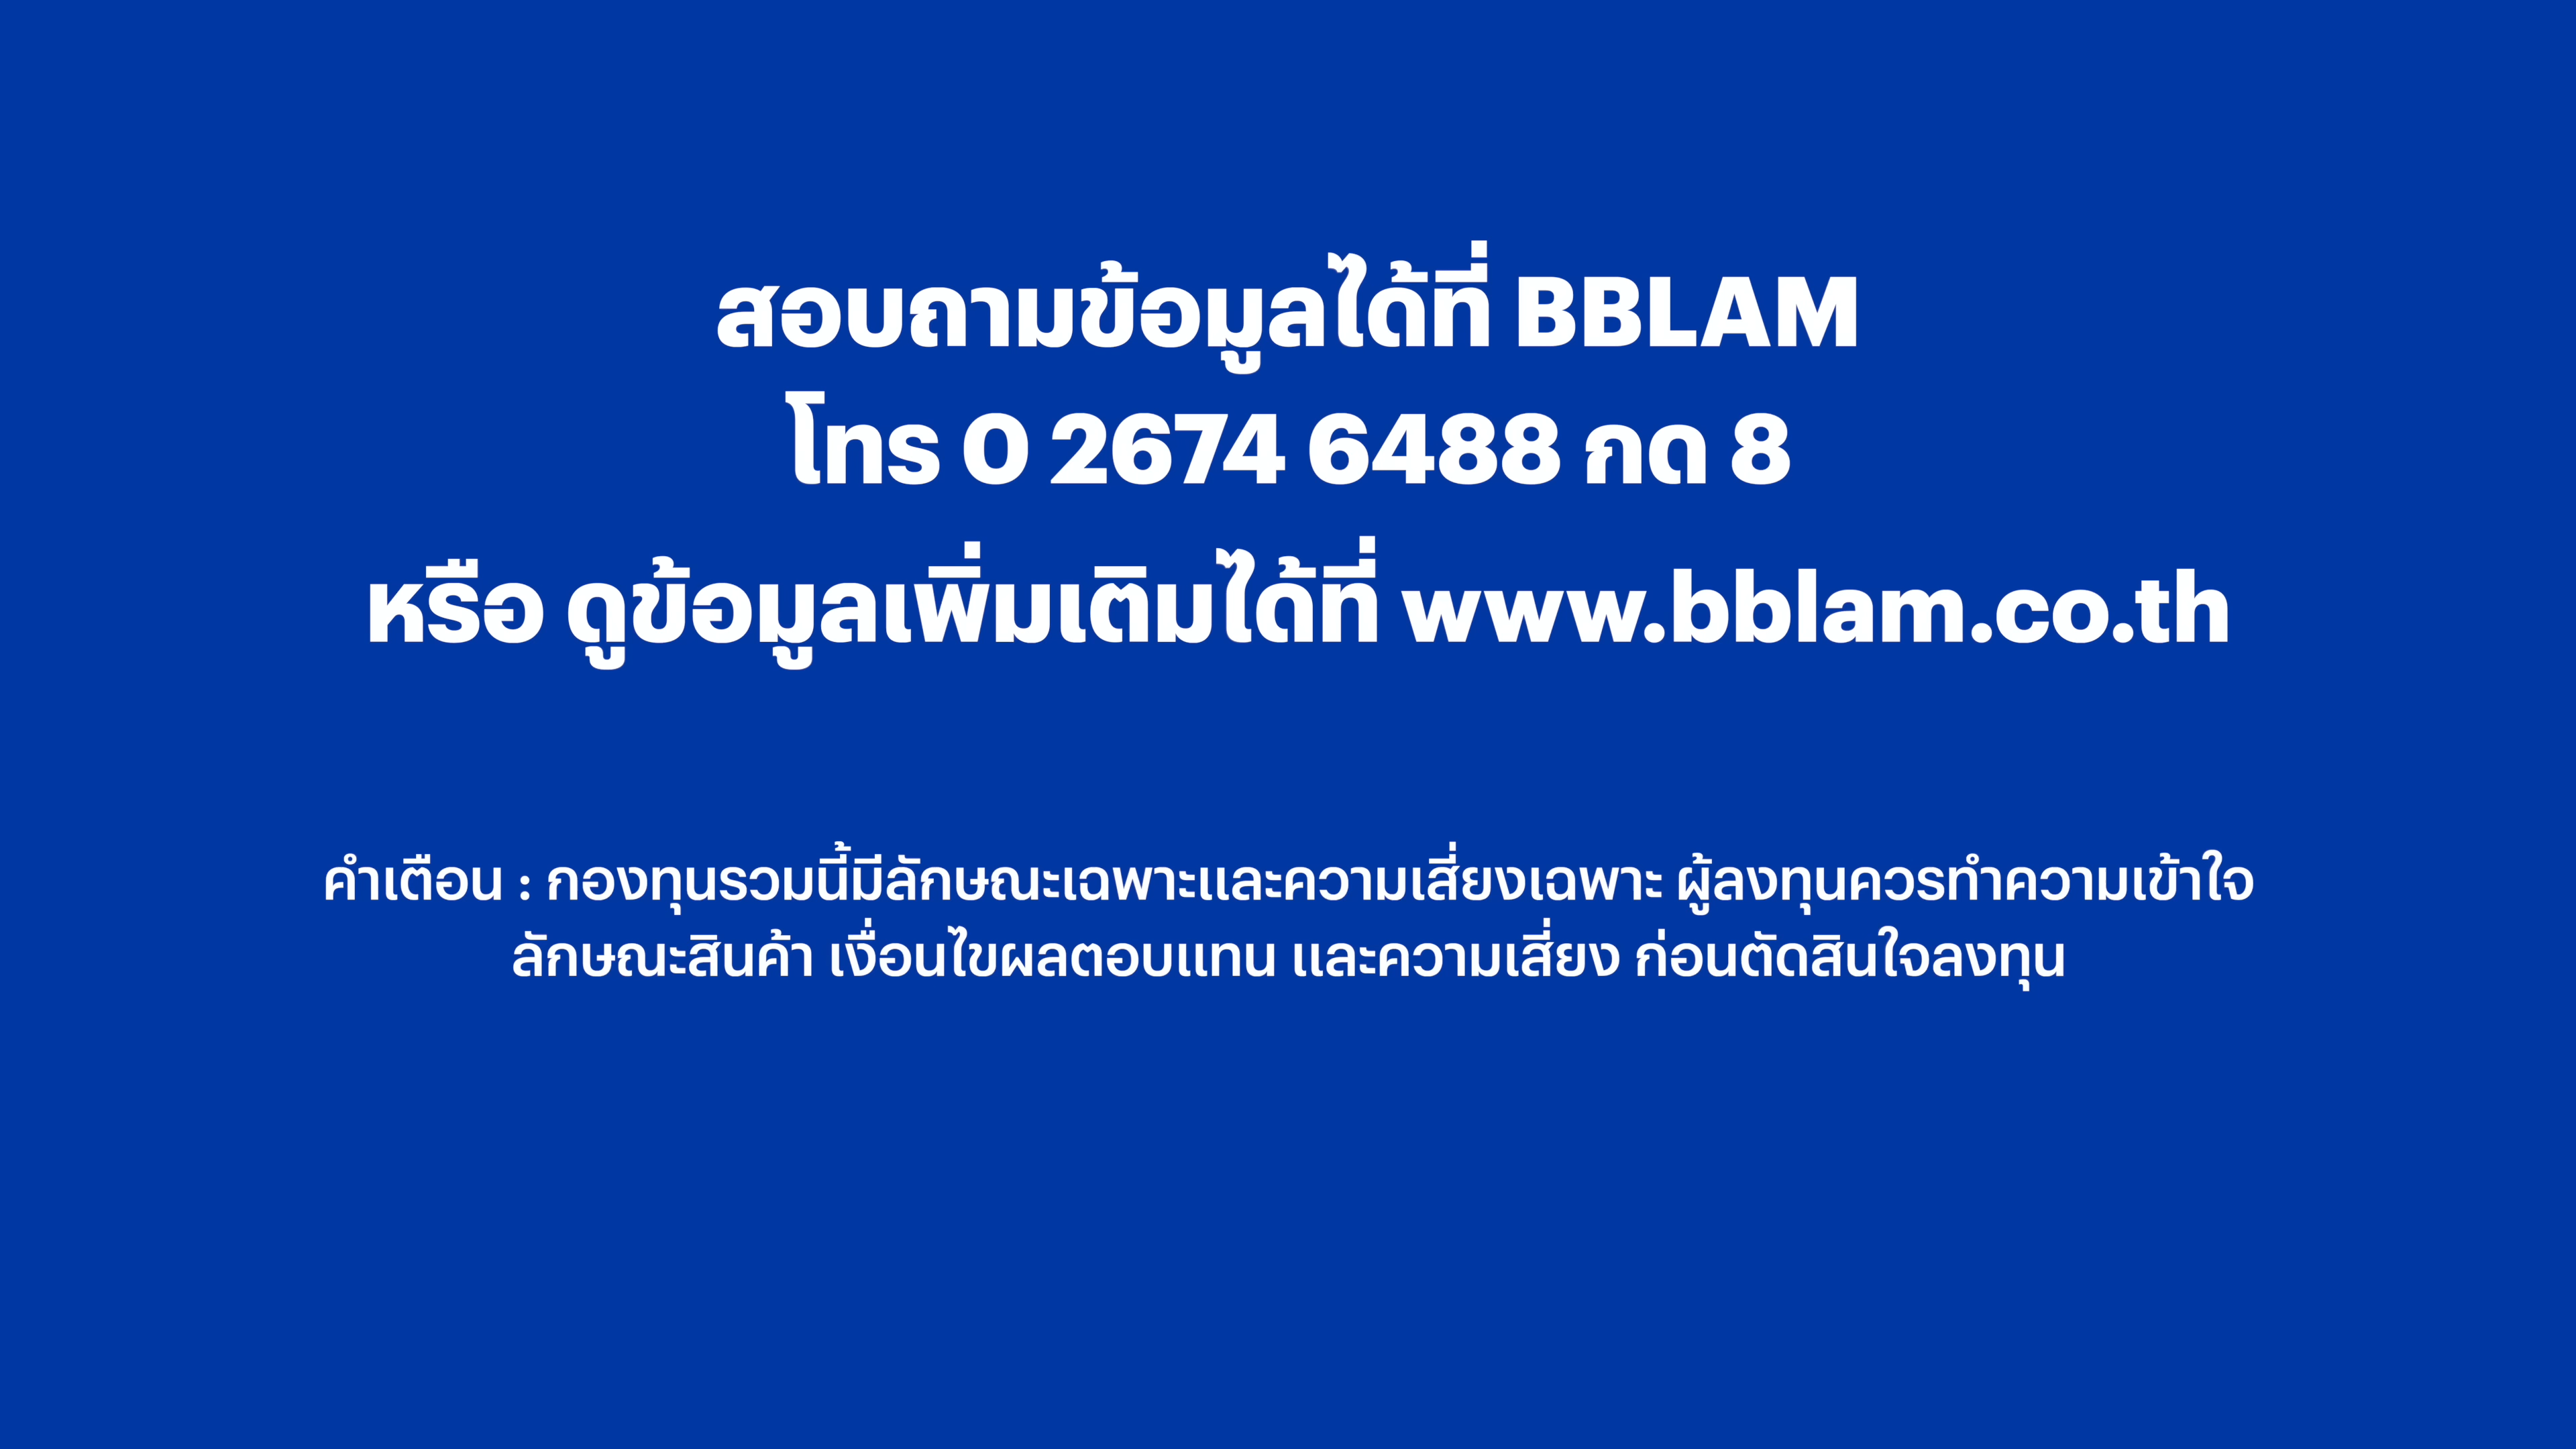 สอบถามข้อมูลได้ที่ BBLAM
โทร 0 2674 6488 กด 8
หรือ ดูข้อมูลเพิ่มเติมได้ที่ www.bblam.co.th
คำเตือน : กองทุนรวมนี้มีลักษณะเฉพาะและความเสี่ยงเฉพาะ ผู้ลงทุนควรทำความเข้าใจ
ลักษณะสินค้า เงื่อนไขผลตอบแทน และความเสี่ยง ก่อนตัดสินใจลงทุน